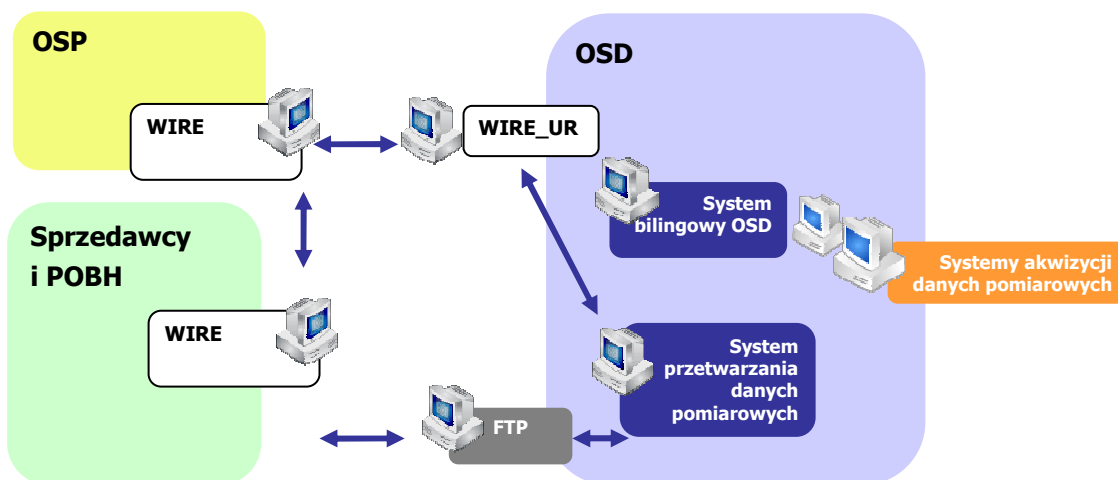 OSP
WIRE
OSD
WIRE_UR
System
bilingowy OSD
Sprzedawcy
i POBH
Systemy akwizycji
danych pomiarowych
WIRE
System
przetwarzania
danych
pomiarowych
FTP